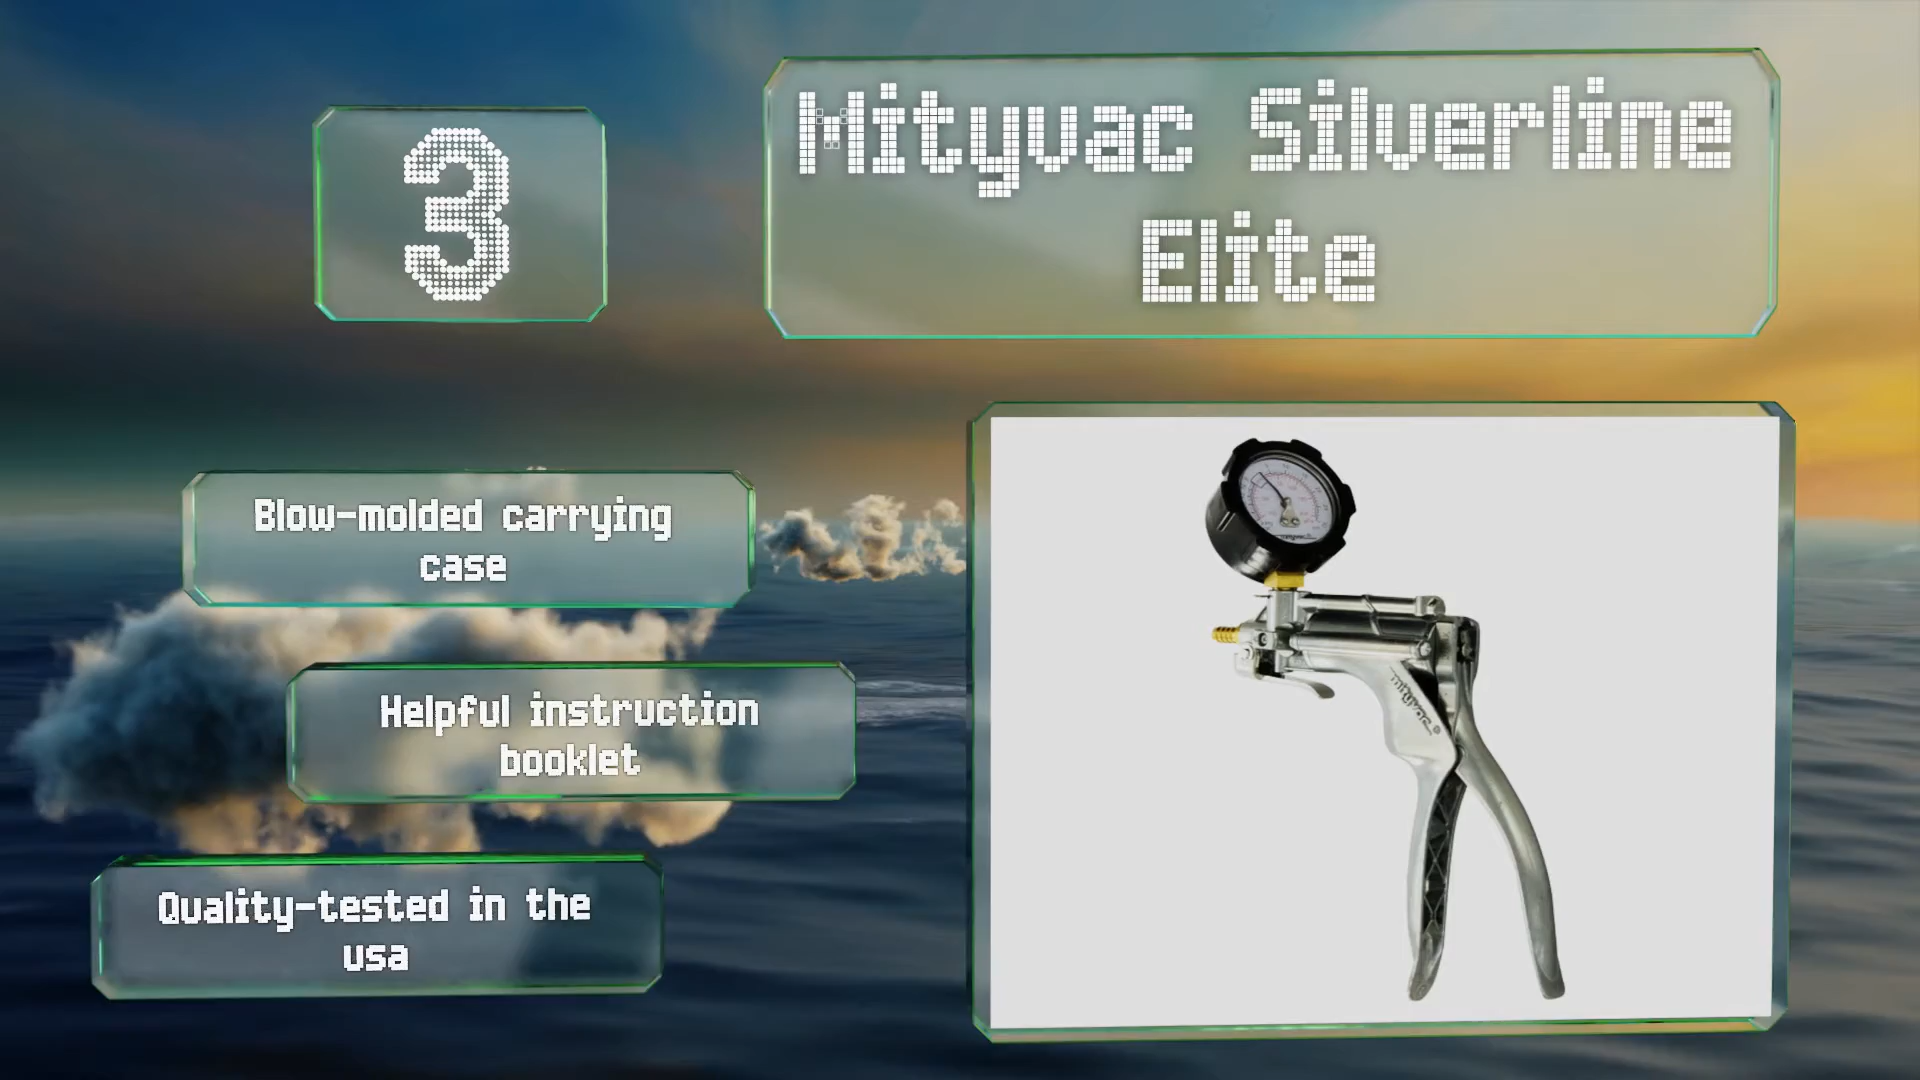 3
Mityvac Silverline
Elite
Blow-molded carrying
case
Helpful instruction
booklet
Quality-tested in the
usa
mityvac®